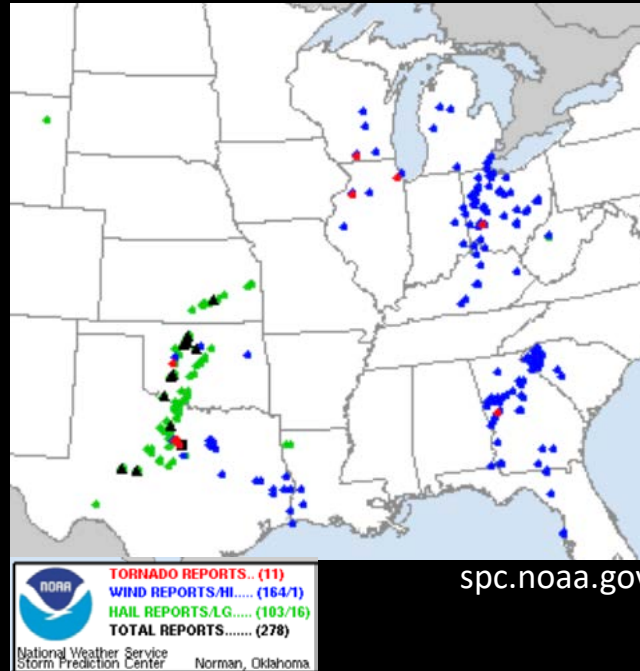 spc.noaa.gov
NOAA
TORNADO REPORTS.. (11)
WIND REPORTS/HI..... (164/1)
HAIL REPORTS/LG..... (103/16)
TOTAL REPORTS....... (278)
National Weather Service
Storm Prediction Center Norman, Oklahoma